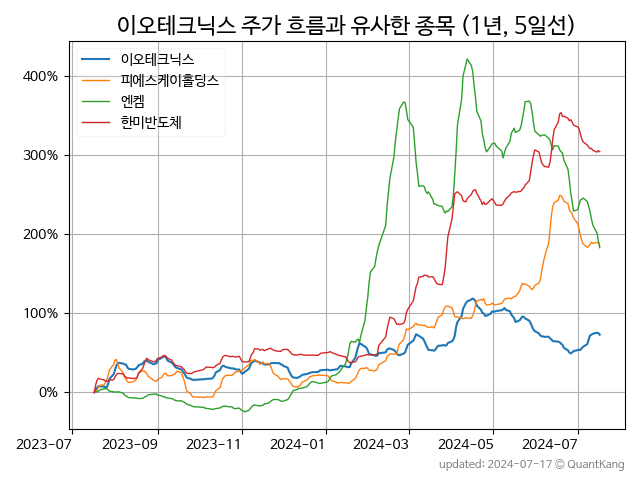 이오테크닉스 주가 흐름과 유사한 종목 (1년, 5일선)
이오테크닉스
피에스케이홀딩스
엔켐
한미반도체
400%
300%
200%
100%
0%
2023-07 2023-09 2023-11 2024-01 2024-03 2024-05 2024-07
updated: 2024-07-17 © QuantKang